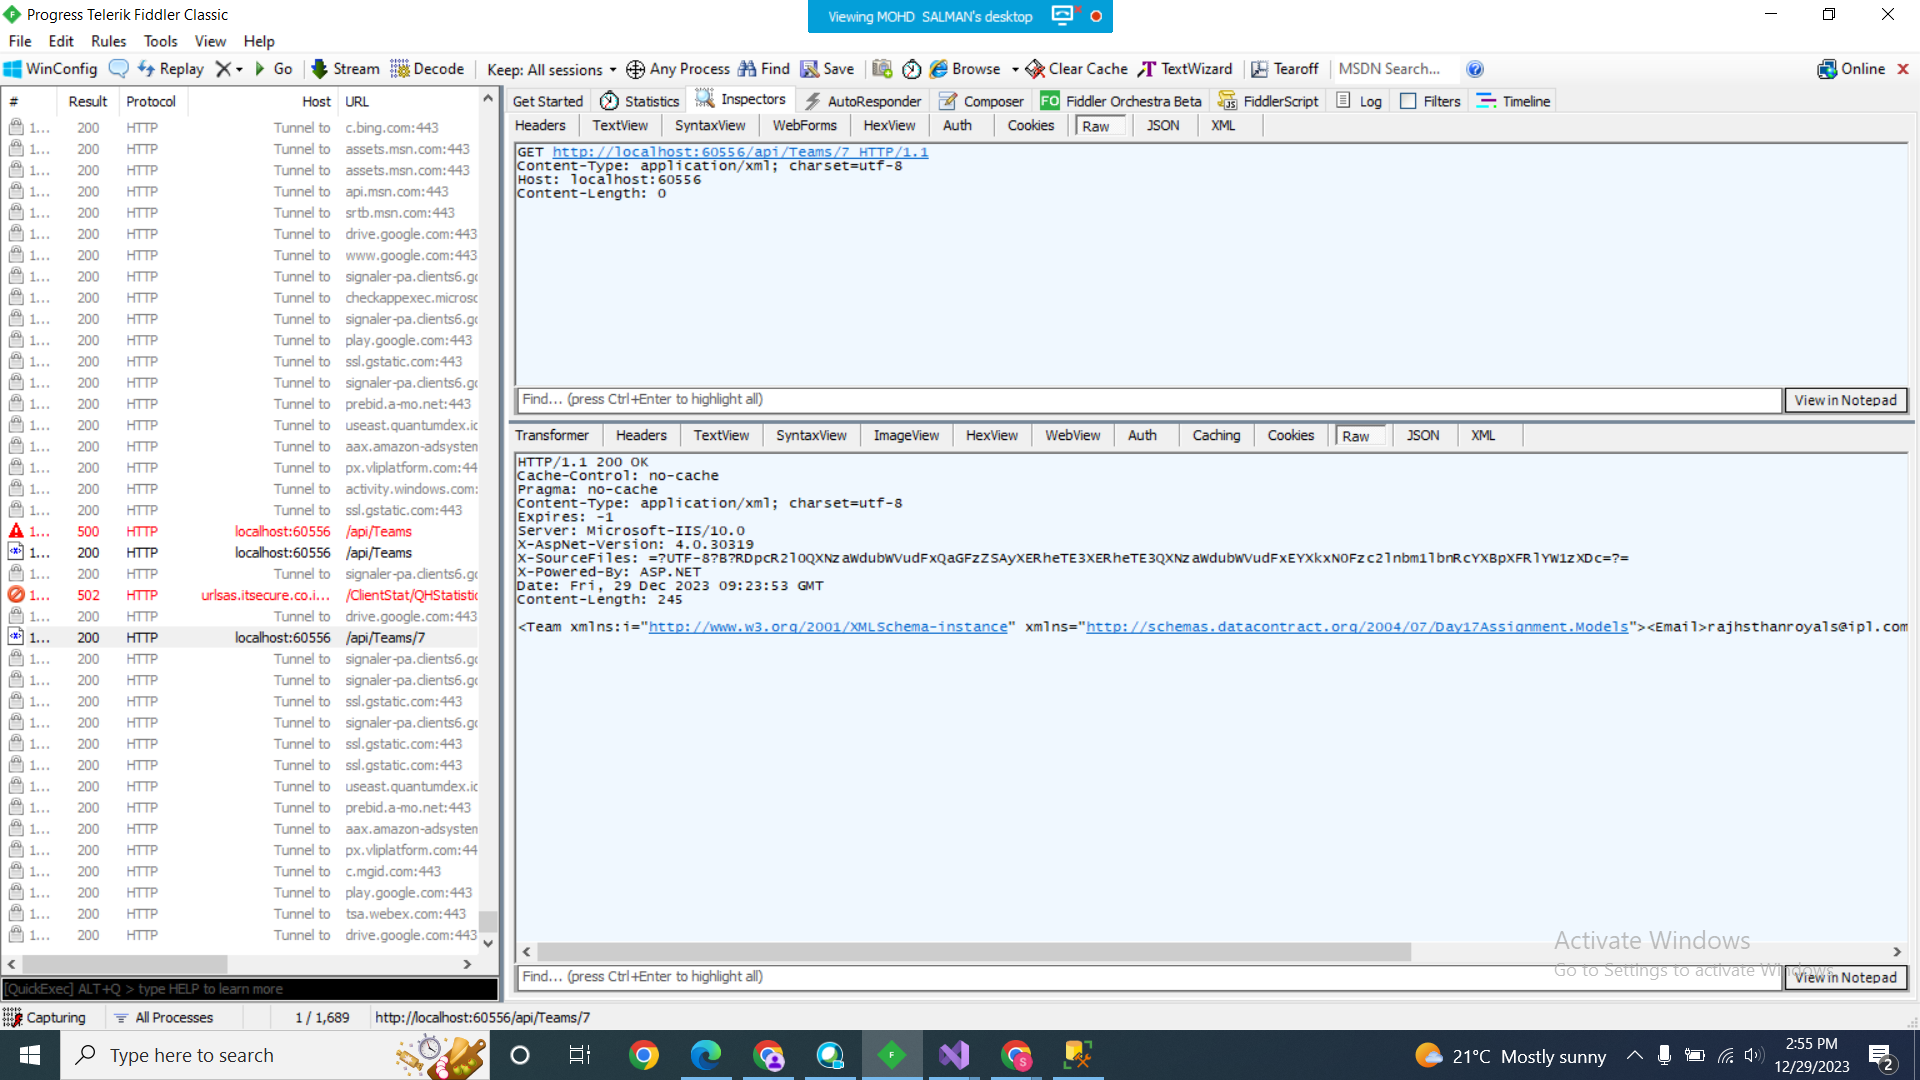 Progress Telerik Fiddler Classic
Viewing MOHD SALMAN's desktop
File Edit Rules Tools View Help
WinConfig Replay Go Stream Decode Keep: All sessions Any Process Find Save Browse Clear Cache TextWizard Tearoff MSDN Search... Online
# Result Protocol Host URL
1... 200 HTTP Tunnel to c.bing.com:443
1... 200 HTTP Tunnel to assets.msn.com:443
1... 200 HTTP Tunnel to assets.msn.com:443
1... 200 HTTP Tunnel to api.msn.com:443
1... 200 HTTP Tunnel to srtb.msn.com:443
1... 200 HTTP Tunnel to drive.google.com:443
1... 200 HTTP Tunnel to www.google.com:443
1... 200 HTTP Tunnel to signaler-pa.clients6.go
1... 200 HTTP Tunnel to checkappexec.microso
1... 200 HTTP Tunnel to signaler-pa.clients6.go
1... 200 HTTP Tunnel to play.google.com:443
1... 200 HTTP Tunnel to ssl.gstatic.com:443
1... 200 HTTP Tunnel to signaler-pa.clients6.go
1... 200 HTTP Tunnel to prebid.a-mo.net:443
1... 200 HTTP Tunnel to useast.quantumdex.io
1... 200 HTTP Tunnel to aax.amazon-adsystem
1... 200 HTTP Tunnel to px.vliplatform.com:44
1... 200 HTTP Tunnel to activity.windows.com:
1... 200 HTTP Tunnel to ssl.gstatic.com:443
1... 500 HTTP localhost:60556 /api/Teams
1... 200 HTTP localhost:60556 /api/Teams
1... 200 HTTP Tunnel to signaler-pa.clients6.go
1... 502 HTTP urlsas.itsecure.co.i... /ClientStat/QHStatistic
1... 200 HTTP Tunnel to drive.google.com:443
1... 200 HTTP localhost:60556 /api/Teams/7
1... 200 HTTP Tunnel to signaler-pa.clients6.go
1... 200 HTTP Tunnel to signaler-pa.clients6.go
1... 200 HTTP Tunnel to ssl.gstatic.com:443
1... 200 HTTP Tunnel to signaler-pa.clients6.go
1... 200 HTTP Tunnel to ssl.gstatic.com:443
1... 200 HTTP Tunnel to ssl.gstatic.com:443
1... 200 HTTP Tunnel to useast.quantumdex.io
1... 200 HTTP Tunnel to prebid.a-mo.net:443
1... 200 HTTP Tunnel to aax.amazon-adsystem
1... 200 HTTP Tunnel to px.vliplatform.com:44
1... 200 HTTP Tunnel to c.mgid.com:443
1... 200 HTTP Tunnel to play.google.com:443
1... 200 HTTP Tunnel to tsa.webex.com:443
1... 200 HTTP Tunnel to drive.google.com:443
[QuickExec] ALT+Q > type HELP to learn more
Get Started Statistics Inspectors AutoResponder Composer FO Fiddler Orchestra Beta FiddlerScript Log Filters Timeline
Headers TextView SyntaxView WebForms HexView Auth Cookies Raw JSON XML
GET http://localhost:60556/api/Teams/7 HTTP/1.1
Content-Type: application/xml; charset=utf-8
Host: localhost:60556
Content-Length: 0
Find... (press Ctrl+Enter to highlight all) View in Notepad
Transformer Headers TextView SyntaxView ImageView HexView WebView Auth Caching Cookies Raw JSON XML
HTTP/1.1 200 OK
Cache-Control: no-cache
Pragma: no-cache
Content-Type: application/xml; charset=utf-8
Expires: -1
Server: Microsoft-IIS/10.0
X-AspNet-Version: 4.0.30319
X-SourceFiles:
X-Powered-By: ASP.NET
Date: Fri, 29 Dec 2023 09:23:53 GMT
Content-Length: 245
<Team xmlns:i="http://www.w3.org/2001/XMLSchema-instance" xmlns="http://schemas.datacontract.org/2004/07/Day17Assignment.Models"><Email>rajhsthanroyals@ipl.com
Activate Windows
Go to Settings to activate Windows.
Find... (press Ctrl+Enter to highlight all) View in Notepad
Capturing All Processes 1 / 1,689 http://localhost:60556/api/Teams/7
Type here to search
21°C Mostly sunny
2:55 PM
12/29/2023
2